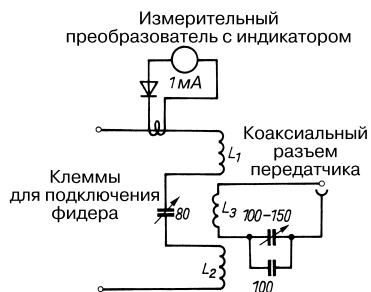 Измерительный
преобразователь с индикатором
1мА
L1
Коаксиальный
разъем
передатчика
Клеммы
для подключения
фидера
80
L3
100–150
L2
100